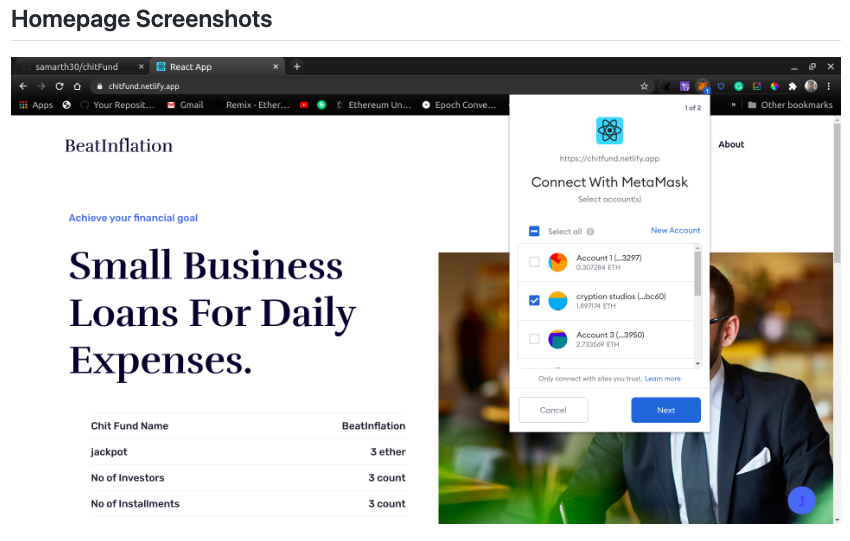 Homepage Screenshots
samarth30/chitFund
React App
chitfund.netlify.app
Apps
Your Reposit...
Gmail
Remix - Ether...
Ethereum Un...
Epoch Conve...
»
Other bookmarks
BeatInflation
About
Achieve your financial goal
Small Business
Loans For Daily
Expenses.
Chit Fund Name BeatInflation
jackpot 3 ether
No of Investors 3 count
No of Installments 3 count
1 of 2
https://chitfund.netlify.app
Connect With MetaMask
Select account(s)
Select all
New Account
Account 1 (...3297)
0.307284 ETH
cryption studios (...bc60)
1.897174 ETH
Account 3 (...3950)
2.733569 ETH
Only connect with sites you trust. Learn more
Cancel
Next